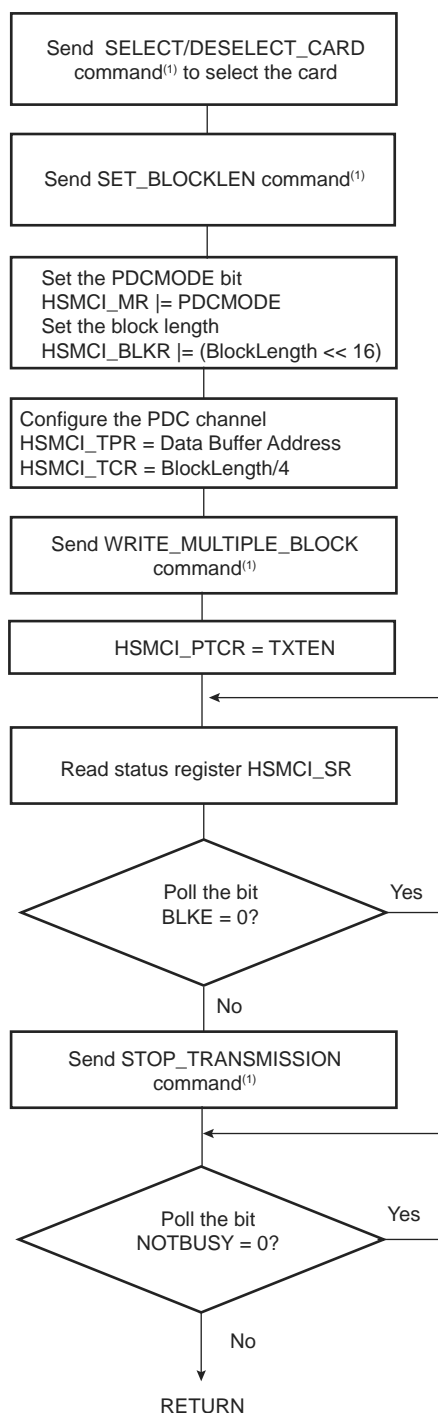 Send SELECT/DESELECT_CARD
command(1) to select the card
Send SET_BLOCKLEN command(1)
Set the PDCMODE bit
HSMCI_MR |= PDCMODE
Set the block length
HSMCI_BLKR |= (BlockLength << 16)
Configure the PDC channel
HSMCI_TPR = Data Buffer Address
HSMCI_TCR = BlockLength/4
Send WRITE_MULTIPLE_BLOCK
command(1)
HSMCI_PTCR = TXTEN
Read status register HSMCI_SR
Poll the bit
BLKE = 0?
Yes
No
Send STOP_TRANSMISSION
command(1)
Poll the bit
NOTBUSY = 0?
Yes
No
RETURN